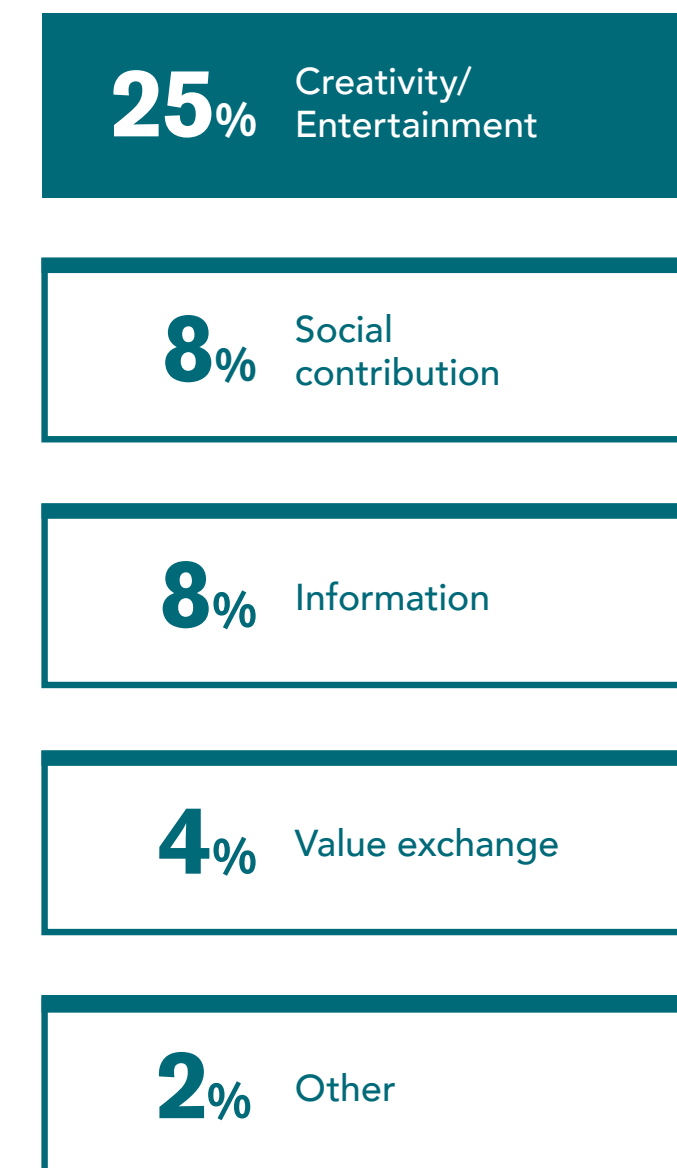 25% Creativity/
Entertainment
8% Social
contribution
8% Information
4% Value exchange
2% Other